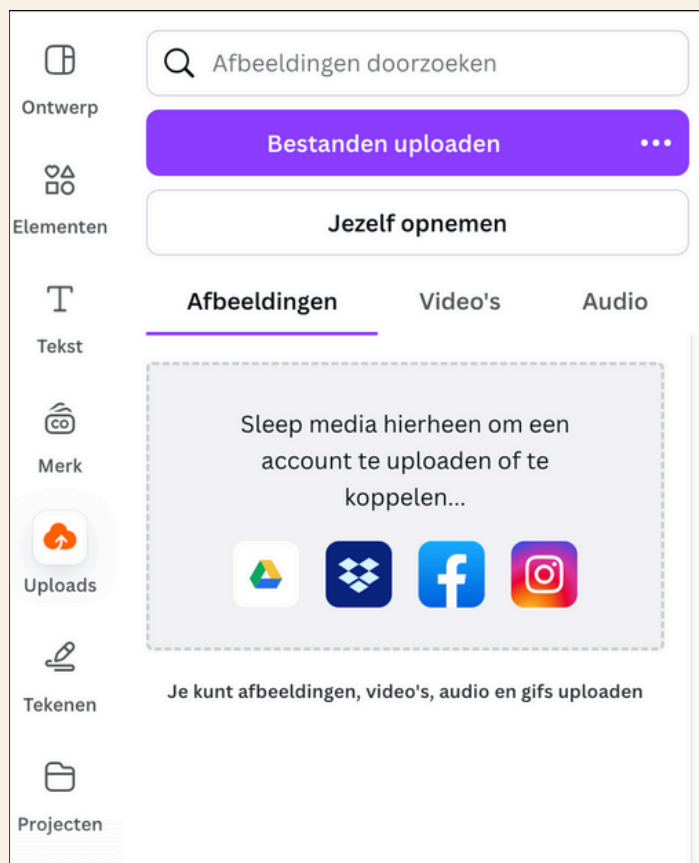 Ontwerp
Elementen
Tekst
CO
Merk
Uploads
Tekenen
Projecten
Afbeeldingen doorzoeken
Bestanden uploaden
Jezelf opnemen
Afbeeldingen
Video's
Audio
Sleep media hierheen om een
account te uploaden of te
koppelen...
Je kunt afbeeldingen, video's, audio en gifs uploaden